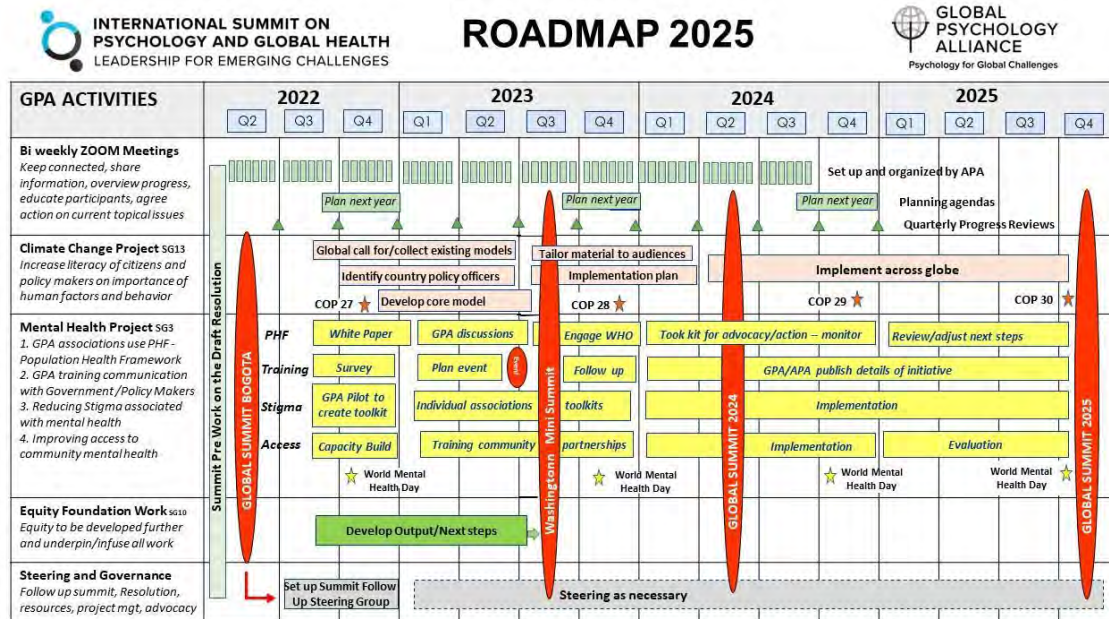 INTERNATIONAL SUMMIT ON
PSYCHOLOGY AND GLOBAL HEALTH
LEADERSHIP FOR EMERGING CHALLENGES
ROADMAP 2025
GLOBAL
PSYCHOLOGY
ALLIANCE
Psychology for Global Challenges
GPA ACTIVITIES
2022
2023
2024
2025
Q2
Q3
Q4
Q1
Q2
Q3
Q4
Q1
Q2
Q3
Q4
Q1
Q2
Q3
Q4
Bi weekly ZOOM Meetings
Keep connected, share
information, overview progress,
educate participants, agree
action on current topical issues
Set up and organized by APA
Plan next year
Plan next year
Plan next year
Planning agendas
Quarterly Progress Reviews
Summit Pre Work on the Draft Resolution
GLOBAL SUMMIT BOGOTA
Washingtonn Mini Summit
GLOBAL SUMMIT 2024
GLOBAL SUMMIT 2025
Climate Change Project SG13
Increase literacy of citizens and
policy makers on importance of
human factors and behavior
Global call for/collect existing models
Tailor material to audiences
Identify country policy officers
Implementation plan
Implement across globe
COP 27
Develop core model
COP 28
COP 29
COP 30
Mental Health Project SG3
1. GPA associations use PHF -
Population Health Framework
2. GPA training communication
with Government/Policy Makers
3. Reducing Stigma associated
with mental health
4. Improving access to
community mental health
PHF
White Paper
GPA discussions
Engage WHO
Took kit for advocacy/action – monitor
Review/adjust next steps
Training
Survey
Plan event
Event
Follow up
GPA/APA publish details of initiative
Stigma
GPA Pilot to
create toolkit
Individual associations toolkits
Implementation
Access
Capacity Build
Training community partnerships
Implementation
Evaluation
World Mental
Health Day
World Mental
Health Day
World Mental
Health Day
World Mental
Health Day
Equity Foundation Work SG10
Equity to be developed further
and underpin/infuse all work
Develop Output/Next steps
Steering and Governance
Follow up summit, Resolution,
resources, project mgt, advocacy
Set up Summit Follow
Up Steering Group
Steering as necessary